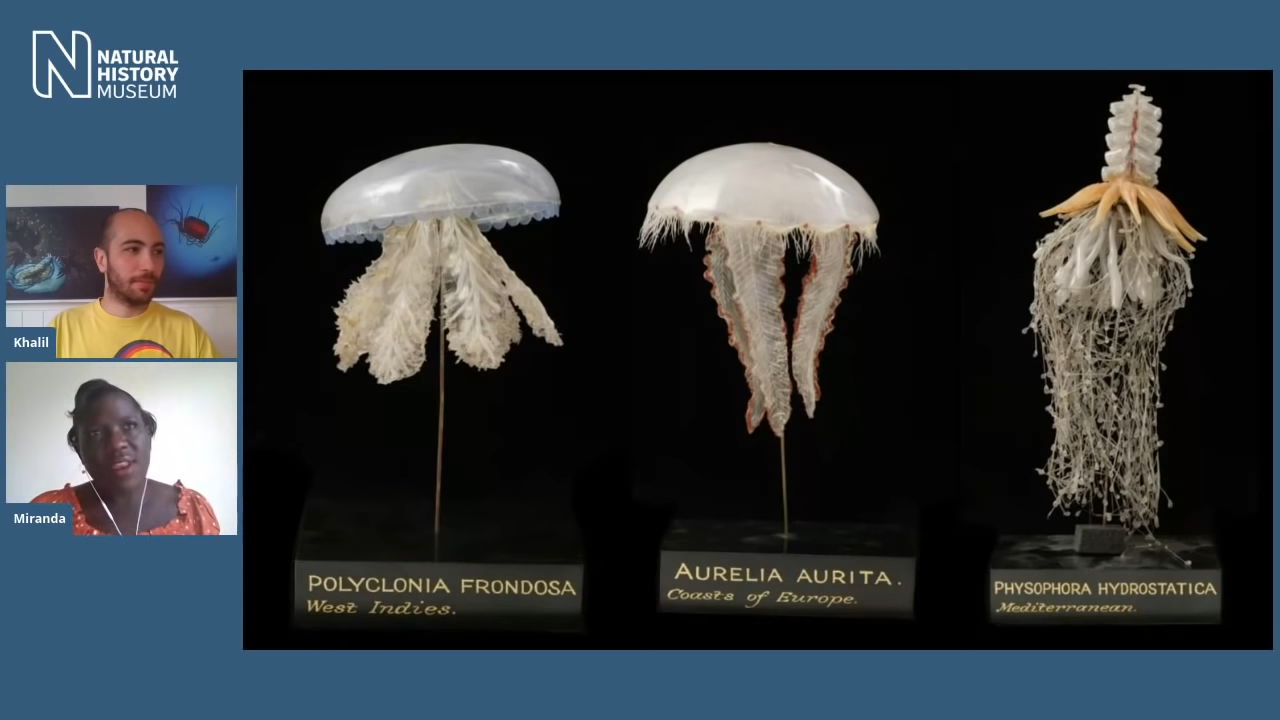 NATURAL
HISTORY
MUSEUM
Khalil
Miranda
POLYCLONIA FRONDOSA
West Indies.
AURELIA AURITA.
Coasts of Europe.
PHYSOPHORA HYDROSTATICA
Mediterranean.